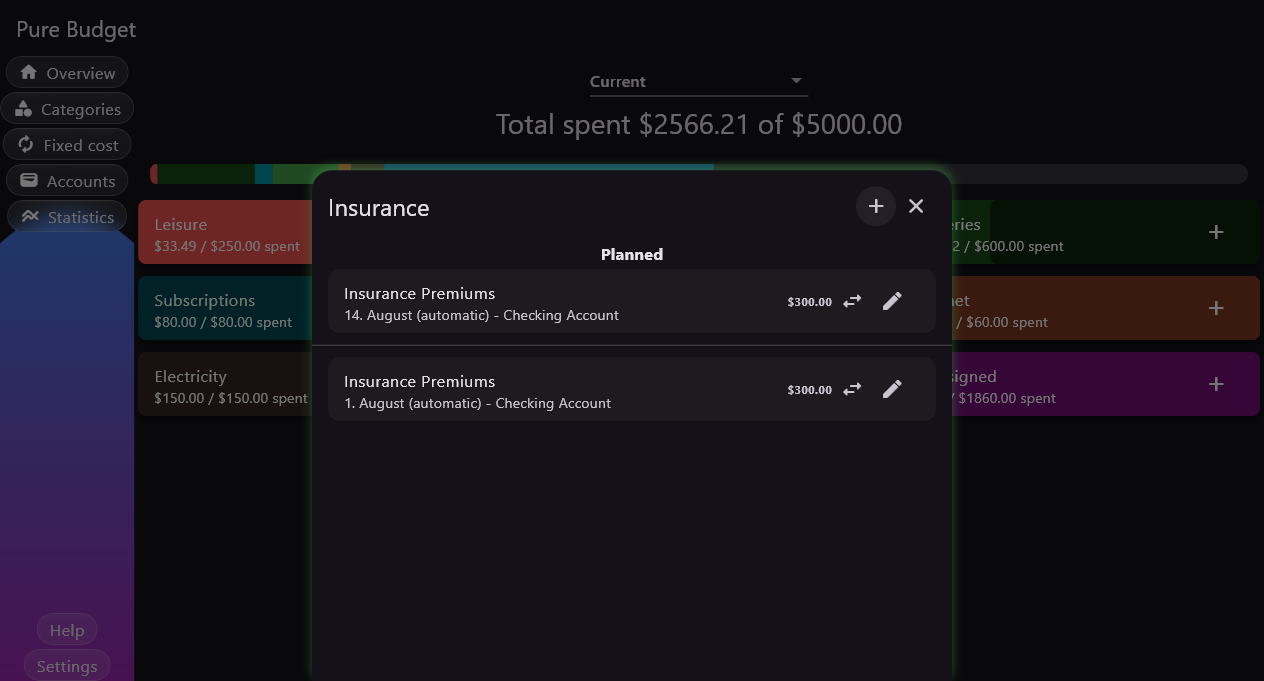 Pure Budget
Overview
Categories
Fixed cost
Accounts
Statistics
Help
Settings
Current
Total spent $2566.21 of $5000.00
Leisure
$33.49 / $250.00 spent
Subscriptions
$80.00 / $80.00 spent
Electricity
$150.00 / $150.00 spent
Insurance
Planned
Insurance Premiums
14. August (automatic) - Checking Account
$300.00
Insurance Premiums
1. August (automatic) - Checking Account
$300.00
eries
2 / $600.00 spent
net
/ $60.00 spent
signed
/ $1860.00 spent